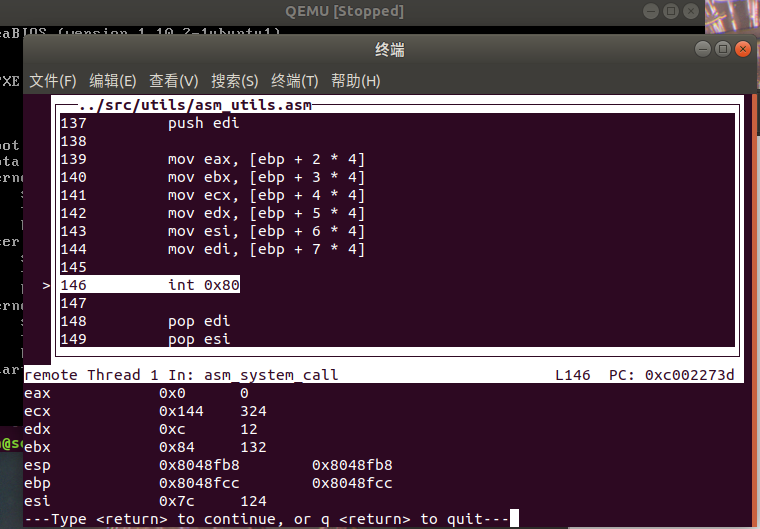 QEMU [Stopped]
eaBIOS (version 1.10.2-1ubuntu1)
终端
文件(F) 编辑(E) 查看(V) 搜索(S) 终端(T) 帮助(H)
../src/utils/asm_utils.asm
137 push edi
138
139 mov eax, [ebp + 2 * 4]
140 mov ebx, [ebp + 3 * 4]
141 mov ecx, [ebp + 4 * 4]
142 mov edx, [ebp + 5 * 4]
143 mov esi, [ebp + 6 * 4]
144 mov edi, [ebp + 7 * 4]
145
> 146 int 0x80
147
148 pop edi
149 pop esi
remote Thread 1 In: asm_system_call L146 PC: 0xc002273d
eax 0x0 0
ecx 0x144 324
edx 0xc 12
ebx 0x84 132
esp 0x8048fb8 0x8048fb8
ebp 0x8048fcc 0x8048fcc
esi 0x7c 124
---Type <return> to continue, or q <return> to quit---